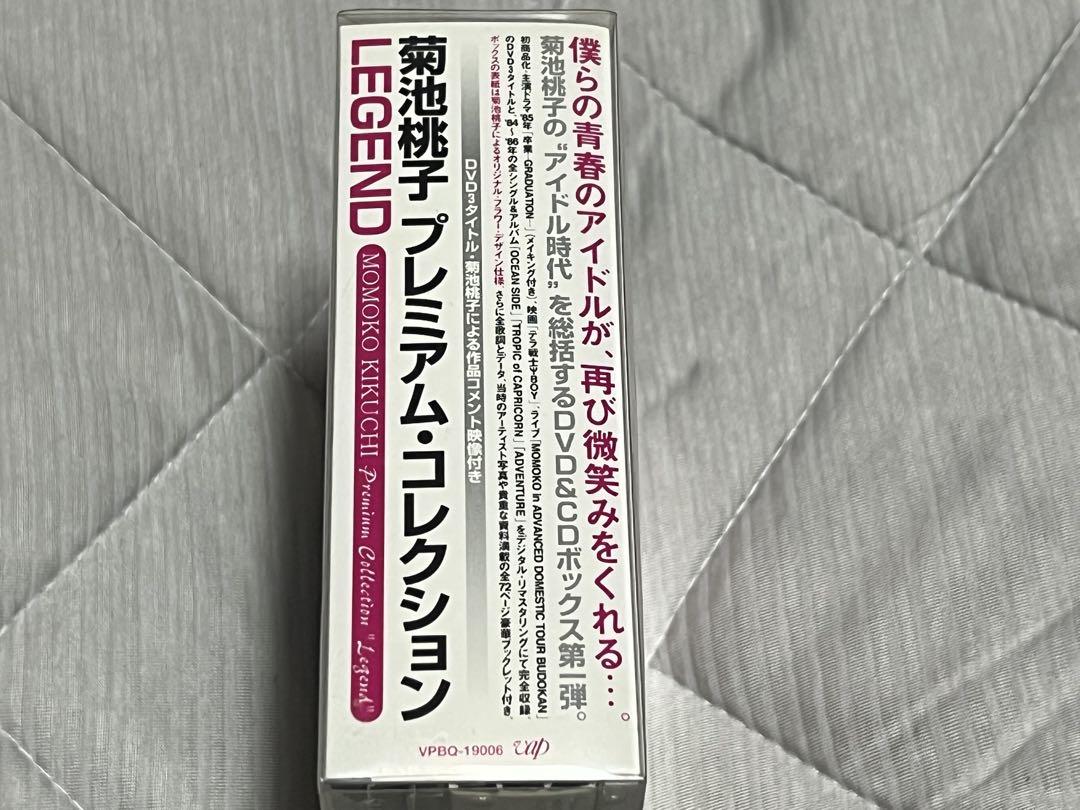 僕らの青春のアイドルが、再び微笑みをくれる…。
菊池桃子の“アイドル時代”を総括するDVD&CDボックス第一弾。
初商品化・主演ドラマ'85年「卒業-GRADUATION-」(メイキング付き)、映画「テラ戦士ΨBOY」、ライブ「MOMOKO in ADVANCED DOMESTIC TOUR BUDOKAN」
のDVD3タイトルと、'84〜'86年の全シングル&アルバム「OCEAN SIDE」「TROPIC of CAPRICORN」「ADVENTURE」をデジタル・リマスタリングにて完全収録。
ボックスの表紙は菊池桃子によるオリジナル・フラワー・デザイン仕様。さらに全歌詞とデータ、当時のアーティスト写真や貴重な資料満載の全72ページ豪華ブックレット付き。
DVD3タイトル・菊池桃子による作品コメント映像付き
菊池桃子 プレミアム・コレクション
LEGEND MOMOKO KIKUCHI Premium Collection "Legend"
VPBQ-19006 vap